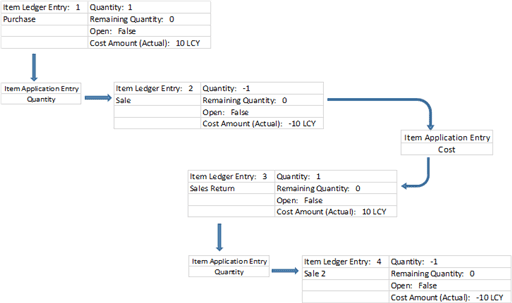 Item Ledger Entry: 1 Quantity: 1
Purchase Remaining Quantity: 0
Open: False
Cost Amount (Actual): 10 LCY
Item Application Entry
Quantity
Item Ledger Entry: 2 Quantity: -1
Sale Remaining Quantity: 0
Open: False
Cost Amount (Actual): -10 LCY
Item Application Entry
Cost
Item Ledger Entry: 3 Quantity: 1
Sales Return Remaining Quantity: 0
Open: False
Cost Amount (Actual): 10 LCY
Item Application Entry
Quantity
Item Ledger Entry: 4 Quantity: -1
Sale 2 Remaining Quantity: 0
Open: False
Cost Amount (Actual): -10 LCY